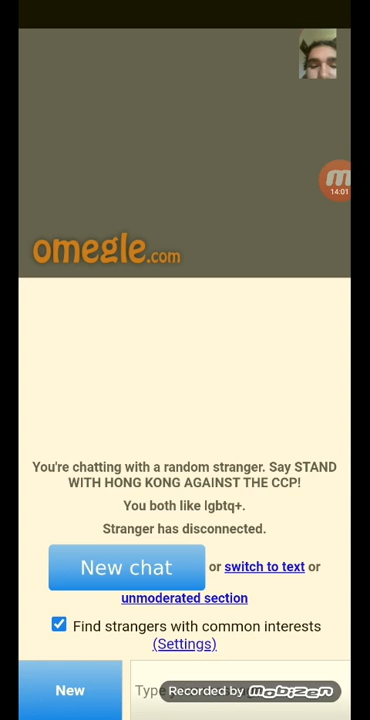 14:01
omegle.com
You're chatting with a random stranger. Say STAND
WITH HONG KONG AGAINST THE CCP!
You both like lgbtq+.
Stranger has disconnected.
New chat or switch to text or
unmoderated section
Find strangers with common interests
(Settings)
New
Type
Recorded by mobizen